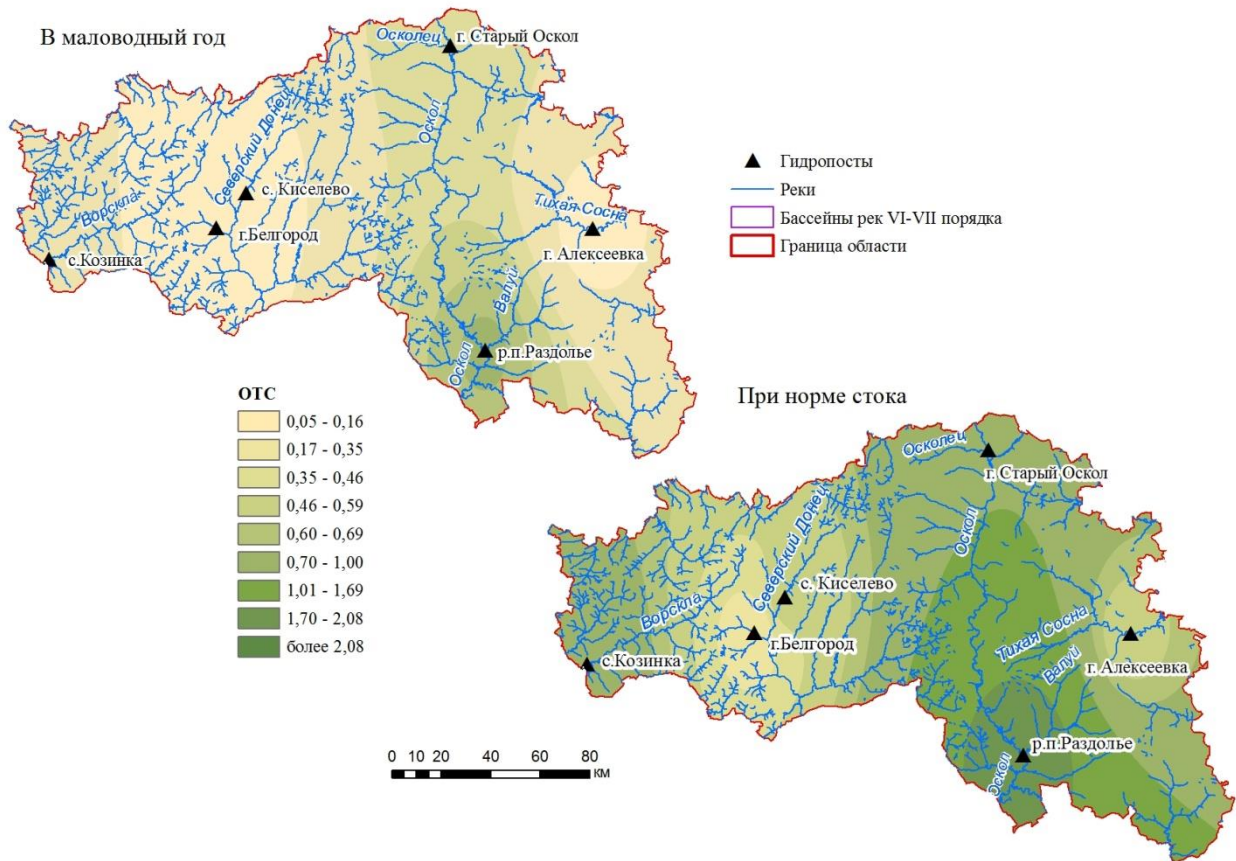 В маловодный год
Осколец
г. Старый Оскол
Оскол
Северский Донец
с. Киселево
Ворскла
г.Белгород
с.Козинка
Тихая Сосна
г. Алексеевка
Валуй
р.п.Раздолье
Оскол
Гидропосты
Реки
Бассейны рек VI-VII порядка
Граница области
ОТС
0,05 - 0,16
0,17 - 0,35
0,35 - 0,46
0,46 - 0,59
0,60 - 0,69
0,70 - 1,00
1,01 - 1,69
1,70 - 2,08
более 2,08
При норме стока
Осколец
г. Старый Оскол
Оскол
Северский Донец
с. Киселево
Ворскла
г.Белгород
с.Козинка
Тихая Сосна
Валуй
г. Алексеевка
р.п.Раздолье
Оскол
0 10 20 40 60 80
км